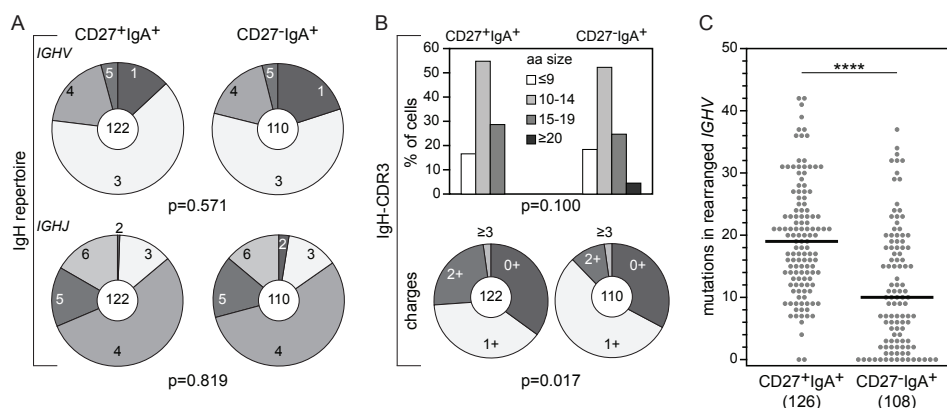 A
IgH repertoire
CD27+IgA+
CD27-IgA+
IGHV
5
1
4
122
3
5
1
4
110
3
p=0.571
IGHJ
2
3
6
122
5
4
2
3
6
110
5
4
p=0.819
B
IgH-CDR3
CD27+IgA+
CD27-IgA+
% of cells
60
50
40
30
20
10
0
aa size
≤9
10-14
15-19
≥20
p=0.100
charges
≥3
2+
0+
122
1+
≥3
2+
0+
110
1+
p=0.017
C
mutations in rearranged IGHV
50
40
30
20
10
0
****
CD27+IgA+
(126)
CD27-IgA+
(108)